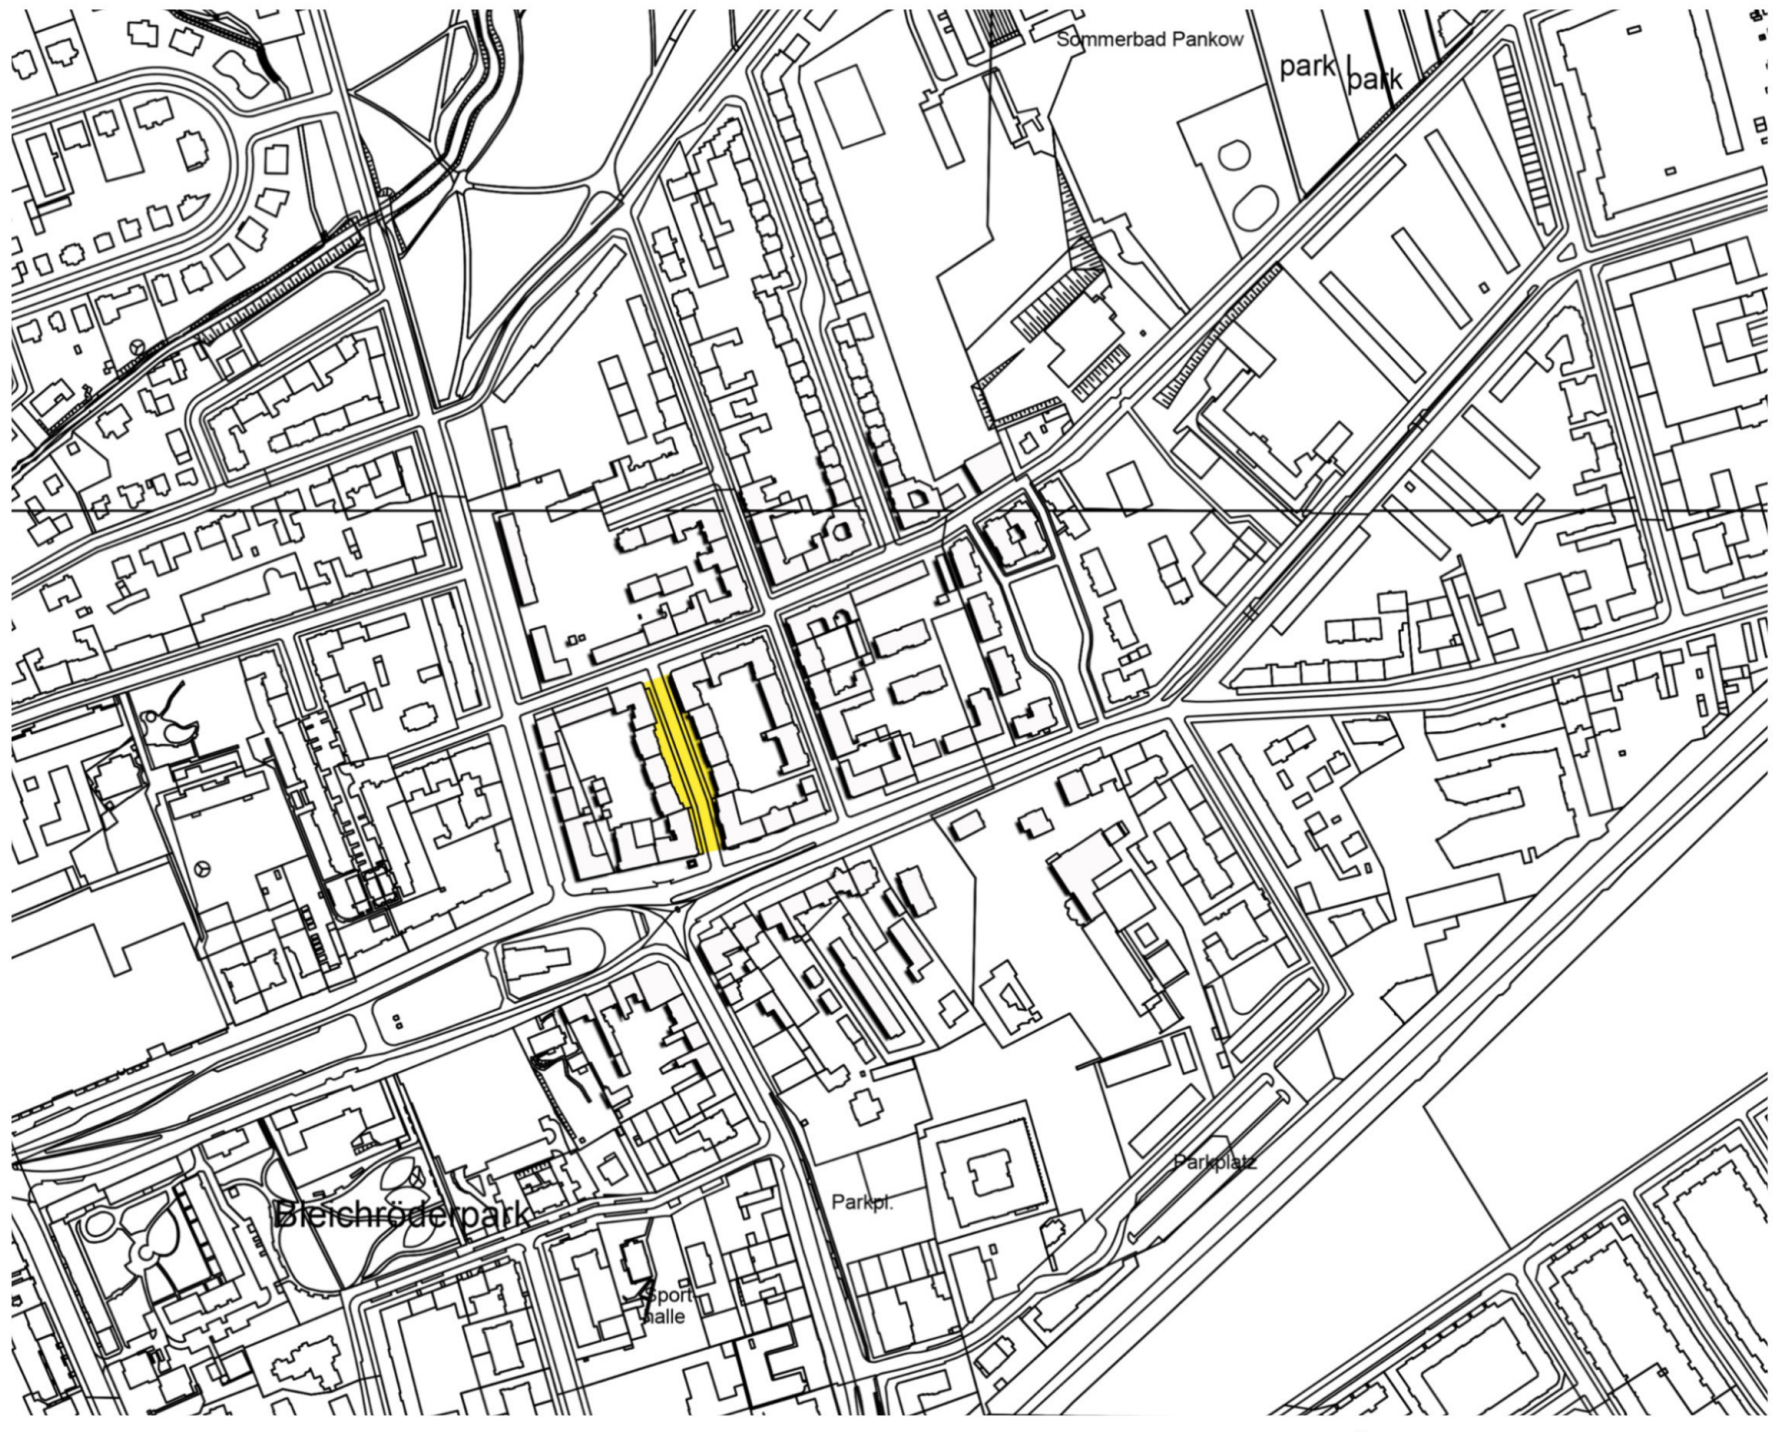 Sommerbad Pankow
park
park
Parkplatz
Parkpl.
Bleichröderpark
Sport-
halle